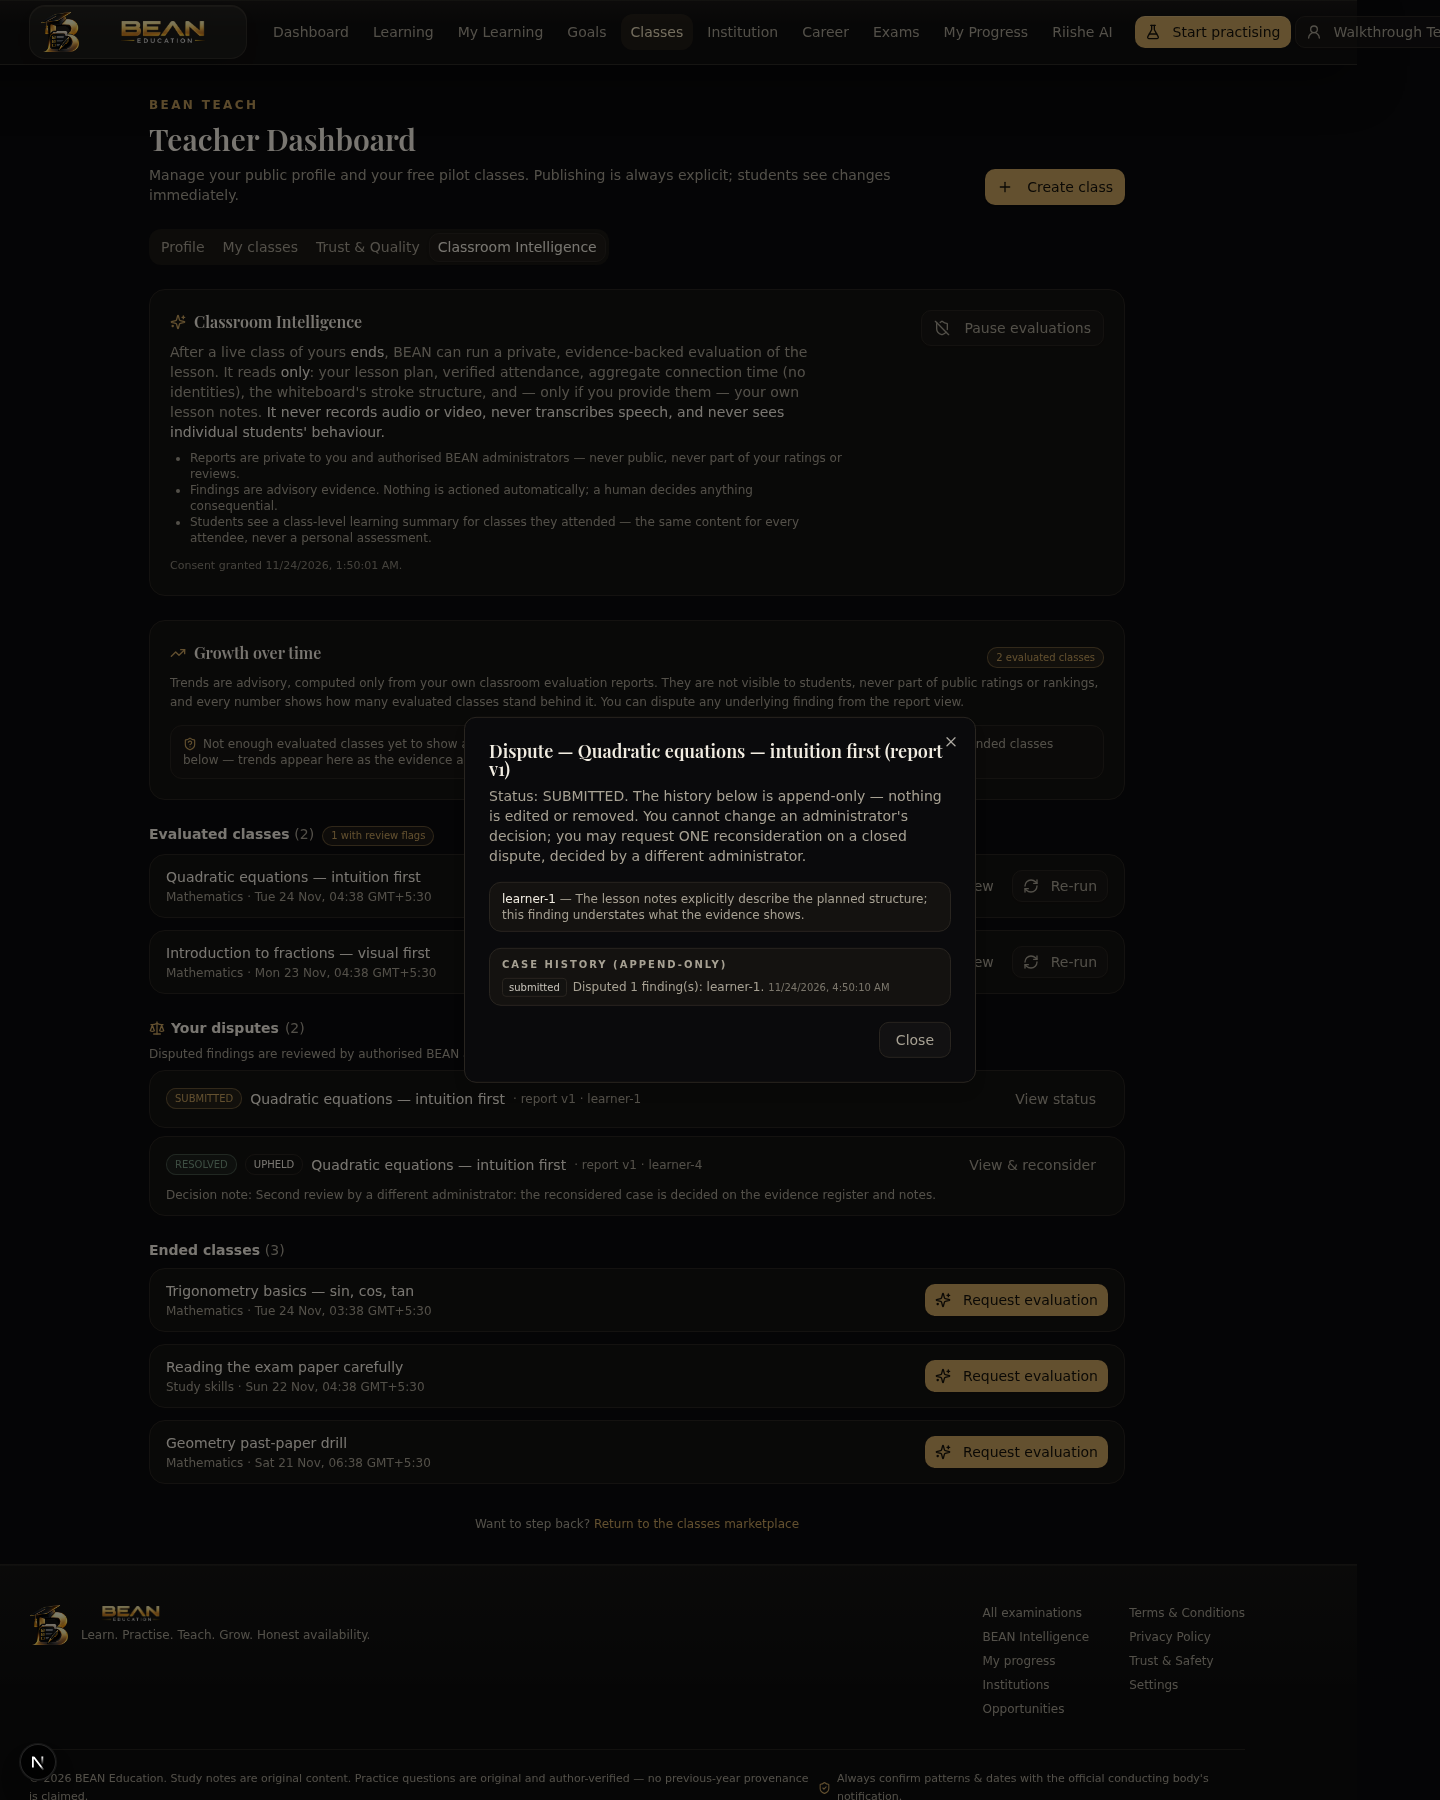 BEAN
EDUCATION
Dashboard Learning My Learning Goals Classes Institution Career Exams My Progress Riishe AI Start practising Walkthrough Te
BEAN TEACH
Teacher Dashboard
Manage your public profile and your free pilot classes. Publishing is always explicit; students see changes
immediately.
Create class
Profile My classes Trust & Quality Classroom Intelligence
Classroom Intelligence
Pause evaluations
After a live class of yours ends, BEAN can run a private, evidence-backed evaluation of the
lesson. It reads only: your lesson plan, verified attendance, aggregate connection time (no
identities), the whiteboard's stroke structure, and — only if you provide them — your own
lesson notes. It never records audio or video, never transcribes speech, and never sees
individual students' behaviour.
• Reports are private to you and authorised BEAN administrators — never public, never part of your ratings or
reviews.
• Findings are advisory evidence. Nothing is actioned automatically; a human decides anything
consequential.
• Students see a class-level learning summary for classes they attended — the same content for every
attendee, never a personal assessment.
Consent granted 11/24/2026, 1:50:01 AM.
Growth over time
2 evaluated classes
Trends are advisory, computed only from your own classroom evaluation reports. They are not visible to students, never part of public ratings or rankings,
and every number shows how many evaluated classes stand behind it. You can dispute any underlying finding from the report view.
Not enough evaluated classes yet to show a
nded classes
below — trends appear here as the evidence a
Dispute — Quadratic equations — intuition first (report
v1)
Status: SUBMITTED. The history below is append-only — nothing
is edited or removed. You cannot change an administrator's
decision; you may request ONE reconsideration on a closed
dispute, decided by a different administrator.
learner-1 — The lesson notes explicitly describe the planned structure;
this finding understates what the evidence shows.
CASE HISTORY (APPEND-ONLY)
submitted Disputed 1 finding(s): learner-1. 11/24/2026, 4:50:10 AM
Close
Evaluated classes (2) 1 with review flags
Quadratic equations — intuition first
Mathematics · Tue 24 Nov, 04:38 GMT+5:30
ew Re-run
Introduction to fractions — visual first
Mathematics · Mon 23 Nov, 04:38 GMT+5:30
ew Re-run
Your disputes (2)
Disputed findings are reviewed by authorised BEAN
SUBMITTED Quadratic equations — intuition first · report v1 · learner-1 View status
RESOLVED UPHELD Quadratic equations — intuition first · report v1 · learner-4 View & reconsider
Decision note: Second review by a different administrator: the reconsidered case is decided on the evidence register and notes.
Ended classes (3)
Trigonometry basics — sin, cos, tan
Mathematics · Tue 24 Nov, 03:38 GMT+5:30
Request evaluation
Reading the exam paper carefully
Study skills · Sun 22 Nov, 04:38 GMT+5:30
Request evaluation
Geometry past-paper drill
Mathematics · Sat 21 Nov, 06:38 GMT+5:30
Request evaluation
Want to step back? Return to the classes marketplace
BEAN
EDUCATION
Learn. Practise. Teach. Grow. Honest availability.
All examinations
BEAN Intelligence
My progress
Institutions
Opportunities
Terms & Conditions
Privacy Policy
Trust & Safety
Settings
N
2026 BEAN Education. Study notes are original content. Practice questions are original and author-verified — no previous-year provenance
is claimed.
Always confirm patterns & dates with the official conducting body's
notification.